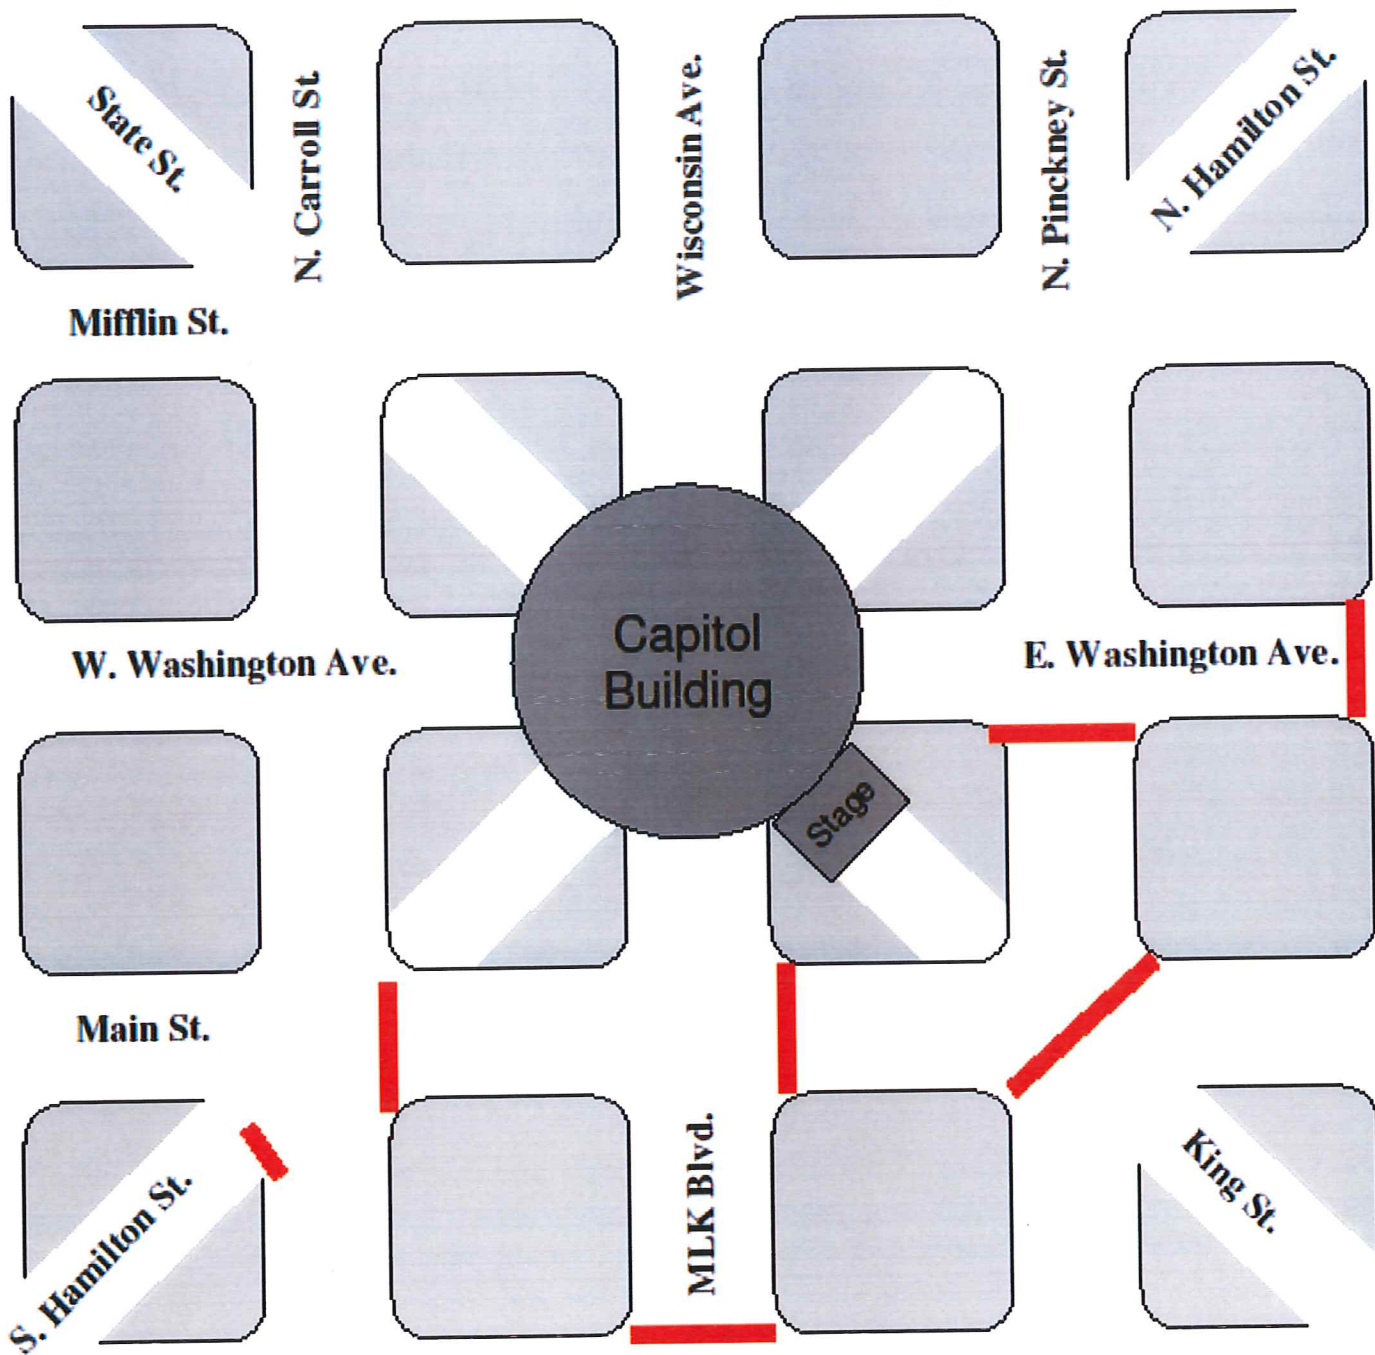 State St.
N. Carroll St
Wisconsin Ave.
N. Pinckney St.
N. Hamilton St.
Mifflin St.
Capitol
Building
W. Washington Ave.
E. Washington Ave.
Stage
Main St.
S. Hamilton St.
MLK Blvd.
King St.